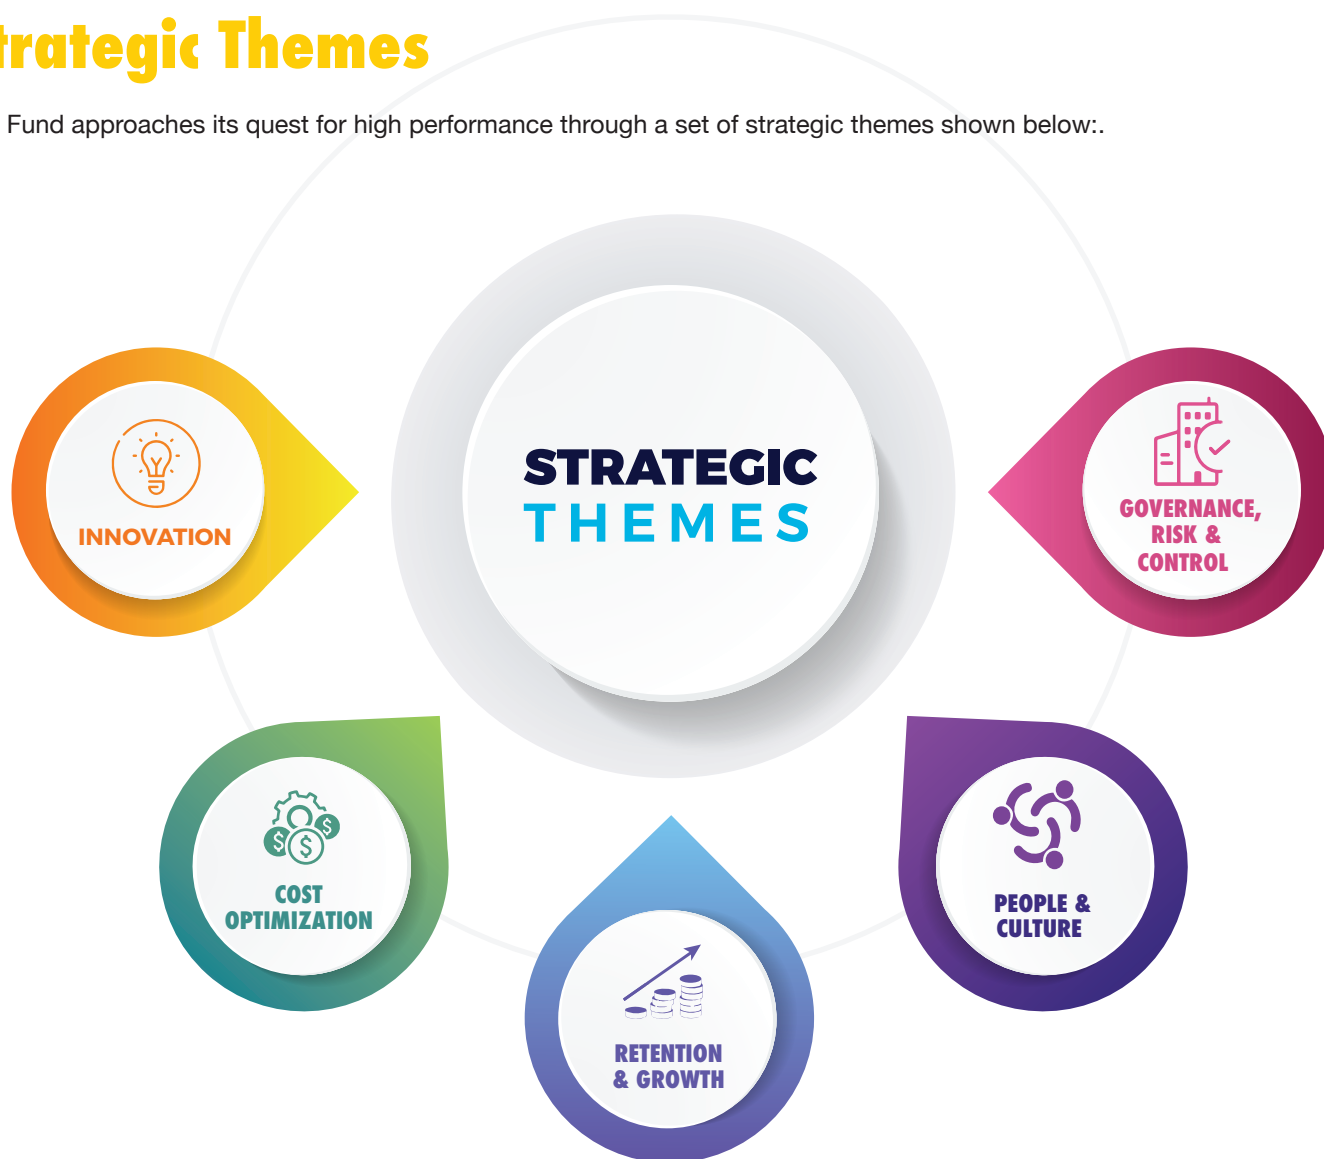 trategic Themes
Fund approaches its quest for high performance through a set of strategic themes shown below:.
STRATEGIC
THEMES
INNOVATION
GOVERNANCE,
RISK &
CONTROL
COST
OPTIMIZATION
PEOPLE &
CULTURE
RETENTION
& GROWTH